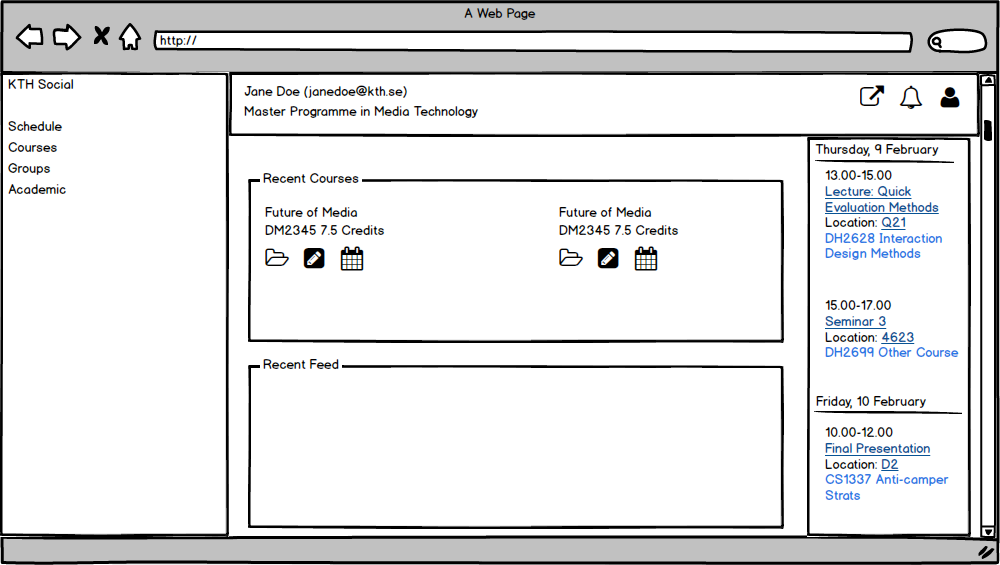 A Web Page
http://
KTH Social
Schedule
Courses
Groups
Academic
Jane Doe (janedoe@kth.se)
Master Programme in Media Technology
Recent Courses
Future of Media
DM2345 7.5 Credits
Future of Media
DM2345 7.5 Credits
Recent Feed
Thursday, 9 February
13.00-15.00
Lecture: Quick
Evaluation Methods
Location: Q21
DH2628 Interaction
Design Methods
15.00-17.00
Seminar 3
Location: 4623
DH2699 Other Course
Friday, 10 February
10.00-12.00
Final Presentation
Location: D2
CS1337 Anti-camper
Strats